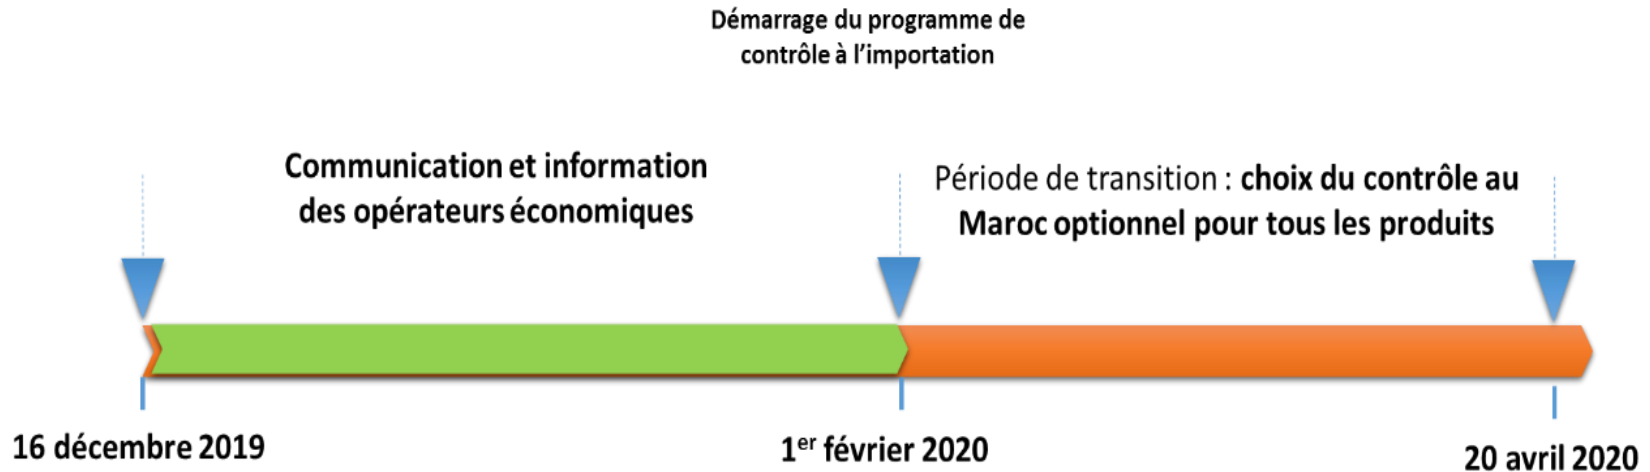 Démarrage du programme de
contrôle à l'importation
Communication et information
des opérateurs économiques
Période de transition : choix du contrôle au
Maroc optionnel pour tous les produits
16 décembre 2019
1er février 2020
20 avril 2020